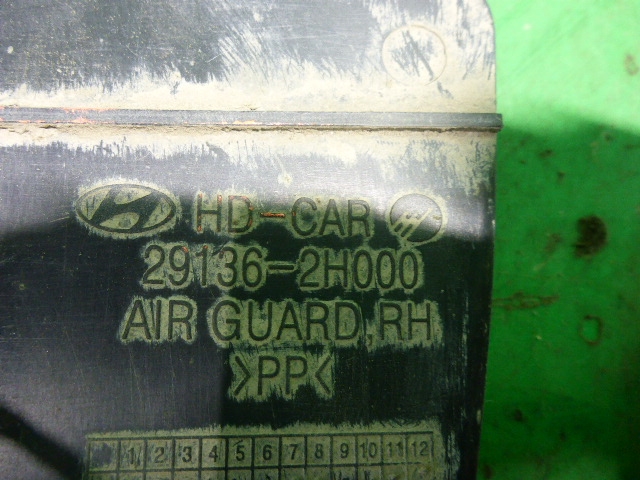 HD-CAR
29136-2H000
AIR GUARD,RH
>PP<
1 2 3 4 5 6 7 8 9 10 11 12